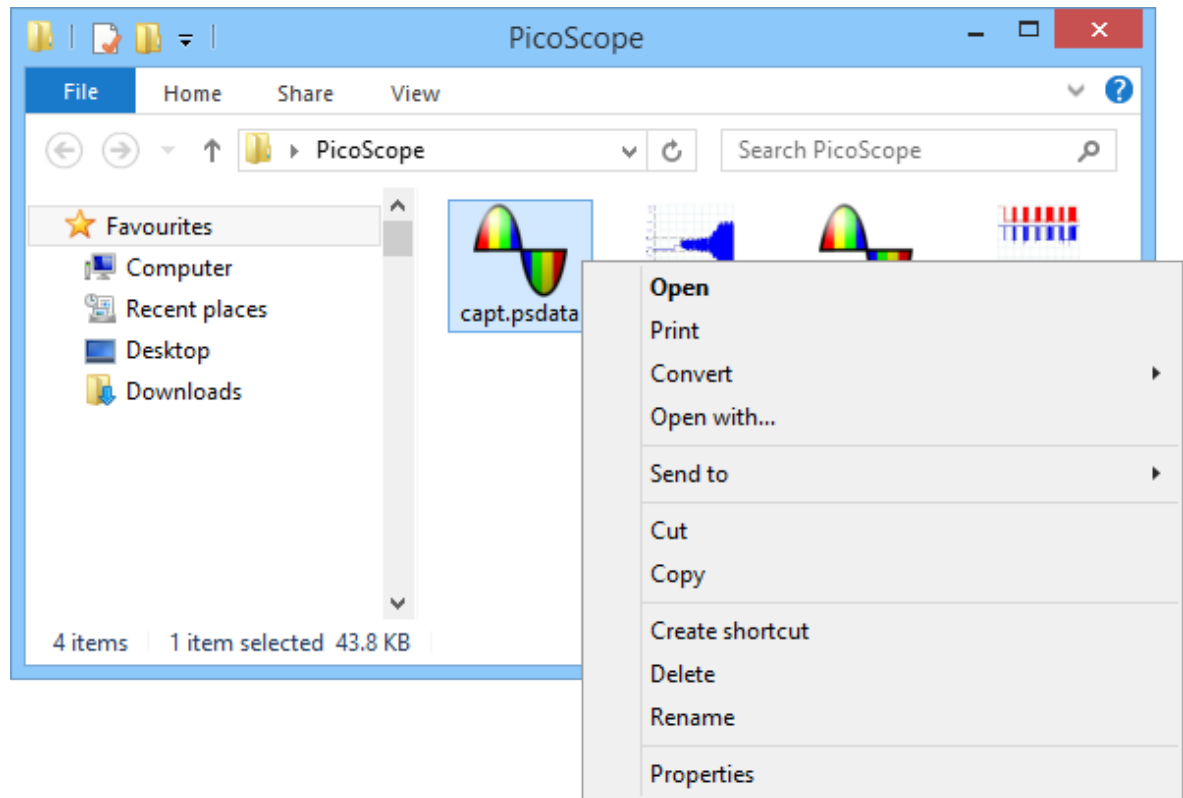 PicoScope
File Home Share View
PicoScope
Search PicoScope
Favourites
Computer
Recent places
Desktop
Downloads
capt.psdata
Open
Print
Convert
Open with...
Send to
Cut
Copy
Create shortcut
Delete
Rename
Properties
4 items 1 item selected 43.8 KB